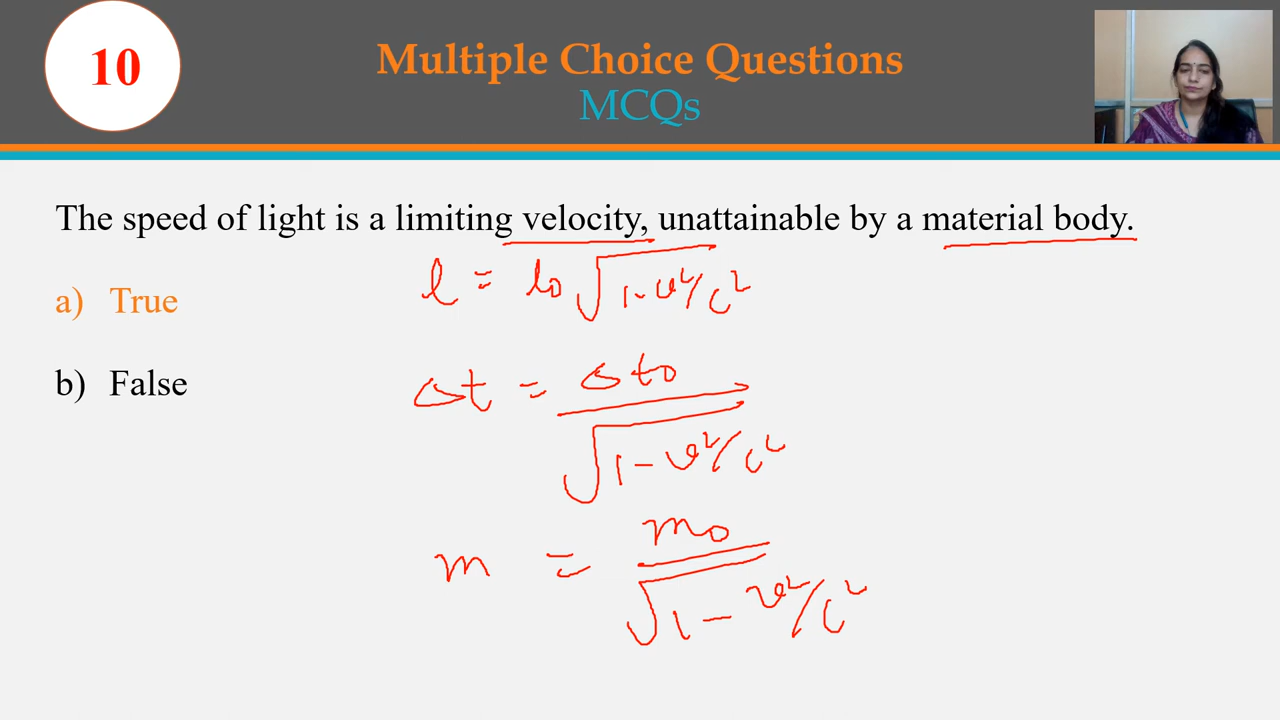 10
Multiple Choice Questions
MCQs
The speed of light is a limiting velocity, unattainable by a material body.
l = l₀ √1-v²/c²
a) True
Δt = Δt₀ / √1-v²/c²
b) False
m = m₀ / √1-v²/c²